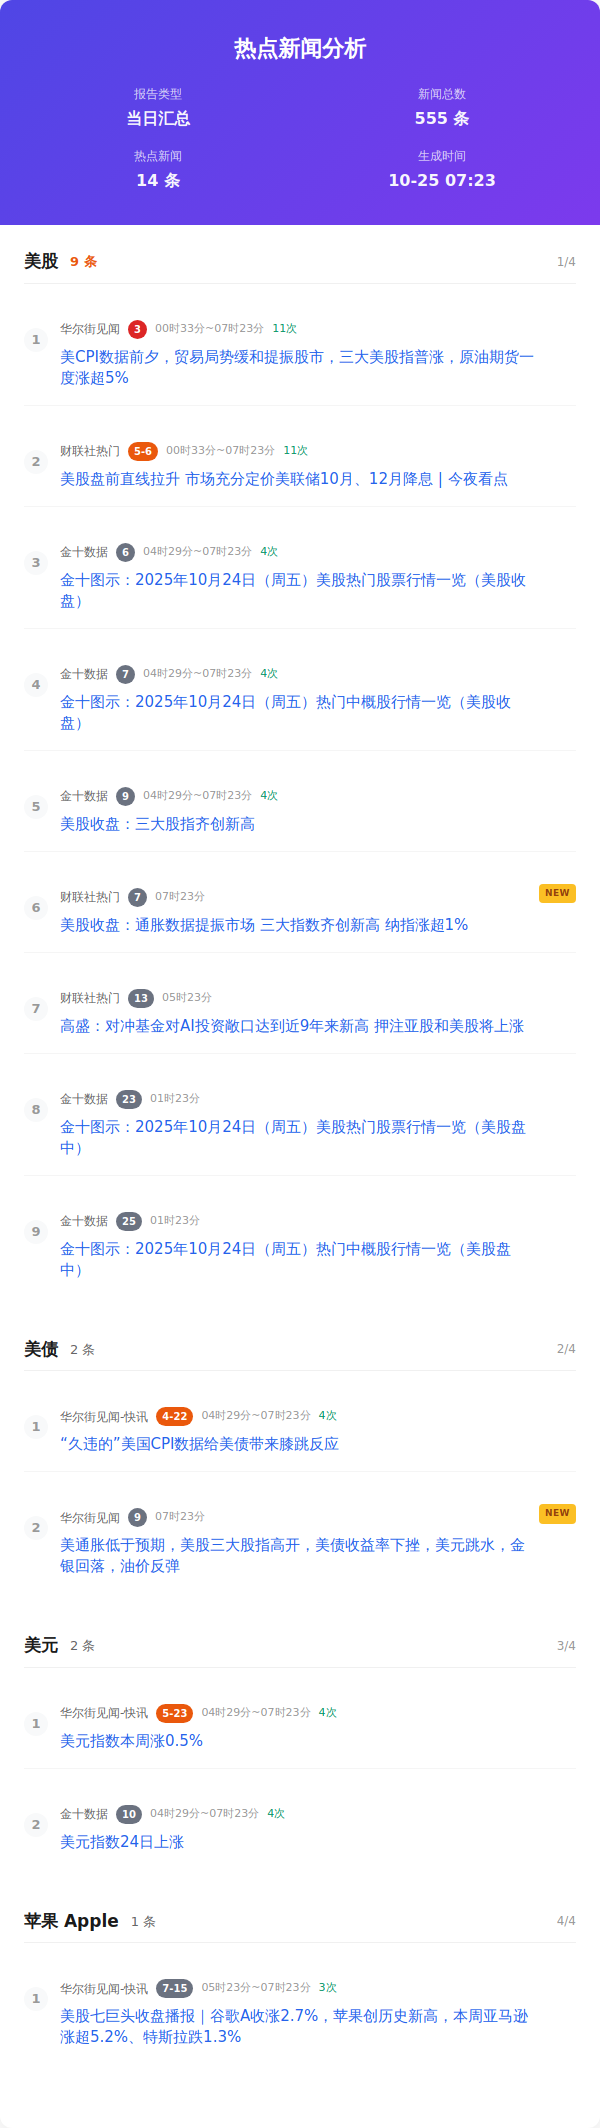 热点新闻分析
报告类型
新闻总数
当日汇总
555 条
热点新闻
生成时间
14 条
10-25 07:23
美股 9 条 1/4
1
华尔街见闻 3 00时33分~07时23分 11次
美CPI数据前夕，贸易局势缓和提振股市，三大美股指普涨，原油期货一
度涨超5%
2
财联社热门 5-6 00时33分~07时23分 11次
美股盘前直线拉升 市场充分定价美联储10月、12月降息 | 今夜看点
3
金十数据 6 04时29分~07时23分 4次
金十图示：2025年10月24日（周五）美股热门股票行情一览（美股收
盘）
4
金十数据 7 04时29分~07时23分 4次
金十图示：2025年10月24日（周五）热门中概股行情一览（美股收
盘）
5
金十数据 9 04时29分~07时23分 4次
美股收盘：三大股指齐创新高
6
财联社热门 7 07时23分 NEW
美股收盘：通胀数据提振市场 三大指数齐创新高 纳指涨超1%
7
财联社热门 13 05时23分
高盛：对冲基金对AI投资敞口达到近9年来新高 押注亚股和美股将上涨
8
金十数据 23 01时23分
金十图示：2025年10月24日（周五）美股热门股票行情一览（美股盘
中）
9
金十数据 25 01时23分
金十图示：2025年10月24日（周五）热门中概股行情一览（美股盘
中）
美债 2 条 2/4
1
华尔街见闻-快讯 4-22 04时29分~07时23分 4次
“久违的”美国CPI数据给美债带来膝跳反应
2
华尔街见闻 9 07时23分 NEW
美通胀低于预期，美股三大股指高开，美债收益率下挫，美元跳水，金
银回落，油价反弹
美元 2 条 3/4
1
华尔街见闻-快讯 5-23 04时29分~07时23分 4次
美元指数本周涨0.5%
2
金十数据 10 04时29分~07时23分 4次
美元指数24日上涨
苹果 Apple 1 条 4/4
1
华尔街见闻-快讯 7-15 05时23分~07时23分 3次
美股七巨头收盘播报｜谷歌A收涨2.7%，苹果创历史新高，本周亚马逊
涨超5.2%、特斯拉跌1.3%